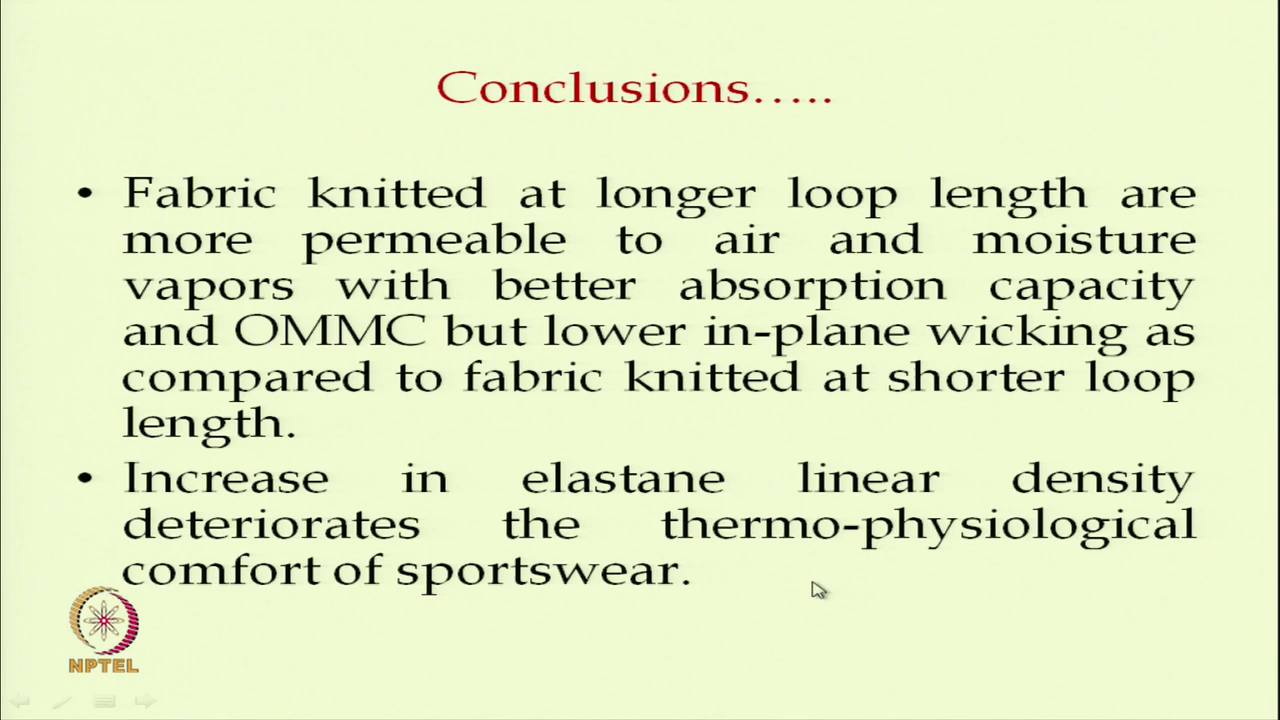 Conclusions.....
• Fabric knitted at longer loop length are
more permeable to air and moisture
vapors with better absorption capacity
and OMMC but lower in-plane wicking as
compared to fabric knitted at shorter loop
length.
• Increase in elastane linear density
deteriorates the thermo-physiological
comfort of sportswear.
NPTEL